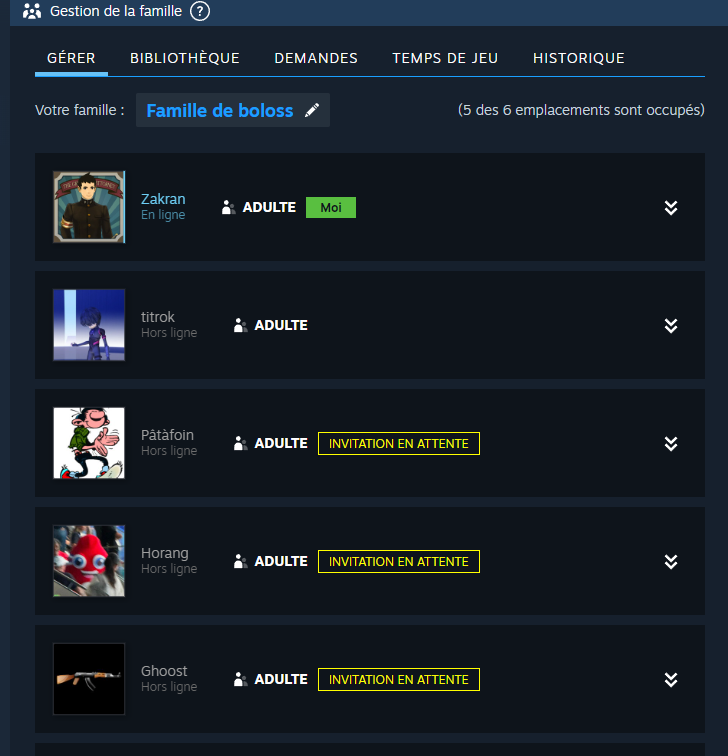 Gestion de la famille ?
GÉRER BIBLIOTHÈQUE DEMANDES TEMPS DE JEU HISTORIQUE
Votre famille : Famille de boloss (5 des 6 emplacements sont occupés)
Zakran
En ligne
ADULTE Moi
titrok
Hors ligne
ADULTE
Pâtàfoin
Hors ligne
ADULTE INVITATION EN ATTENTE
Horang
Hors ligne
ADULTE INVITATION EN ATTENTE
Ghoost
Hors ligne
ADULTE INVITATION EN ATTENTE